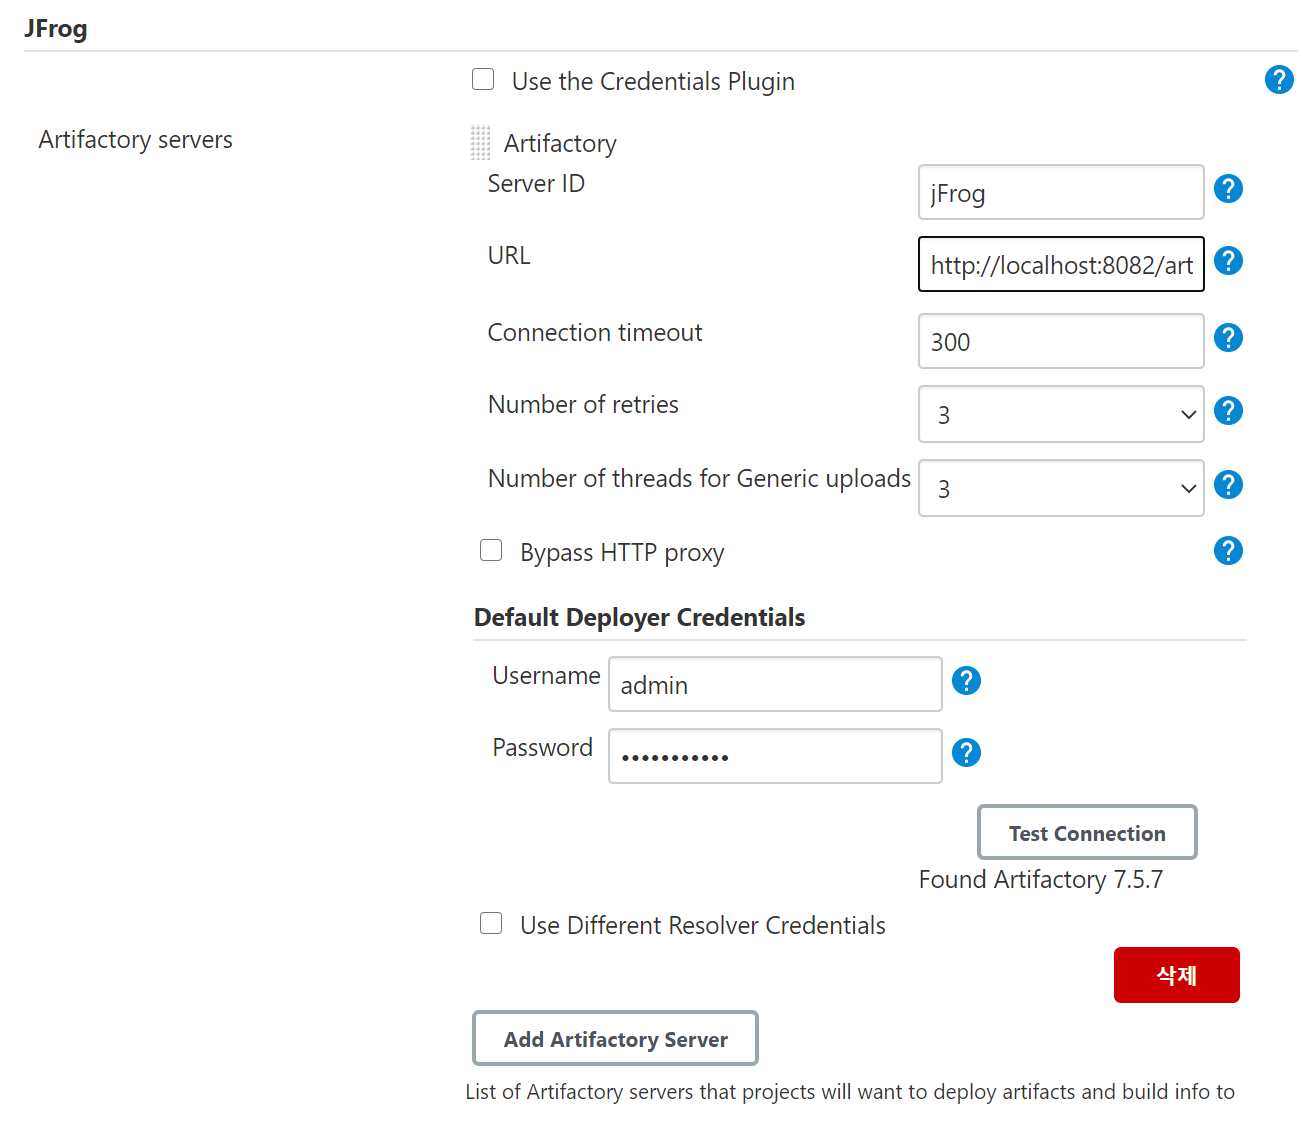 JFrog
Use the Credentials Plugin
?
Artifactory servers
Artifactory
Server ID
jFrog
?
URL
http://localhost:8082/art
?
Connection timeout
300
?
Number of retries
3
?
Number of threads for Generic uploads
3
?
Bypass HTTP proxy
?
Default Deployer Credentials
Username
admin
?
Password
•••••••••••
?
Test Connection
Found Artifactory 7.5.7
Use Different Resolver Credentials
삭제
Add Artifactory Server
List of Artifactory servers that projects will want to deploy artifacts and build info to